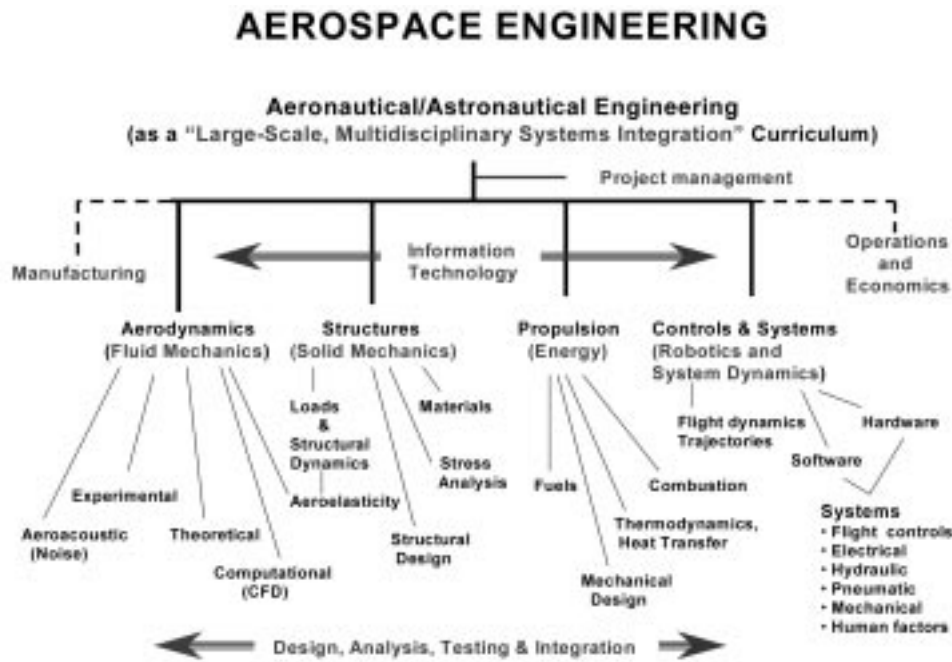 AEROSPACE ENGINEERING
Aeronautical/Astronautical Engineering
(as a “Large-Scale, Multidisciplinary Systems Integration” Curriculum)
Project management
Manufacturing
Information
Technology
Operations
and
Economics
Aerodynamics
(Fluid Mechanics)
Structures
(Solid Mechanics)
Propulsion
(Energy)
Controls & Systems
(Robotics and
System Dynamics)
Aeroacoustic
(Noise)
Experimental
Theoretical
Computational
(CFD)
Loads
&
Structural
Dynamics
Aeroelasticity
Structural
Design
Stress
Analysis
Materials
Fuels
Mechanical
Design
Thermodynamics,
Heat Transfer
Combustion
Flight dynamics
Trajectories
Software
Hardware
Systems
• Flight controls
• Electrical
• Hydraulic
• Pneumatic
• Mechanical
• Human factors
Design, Analysis, Testing & Integration